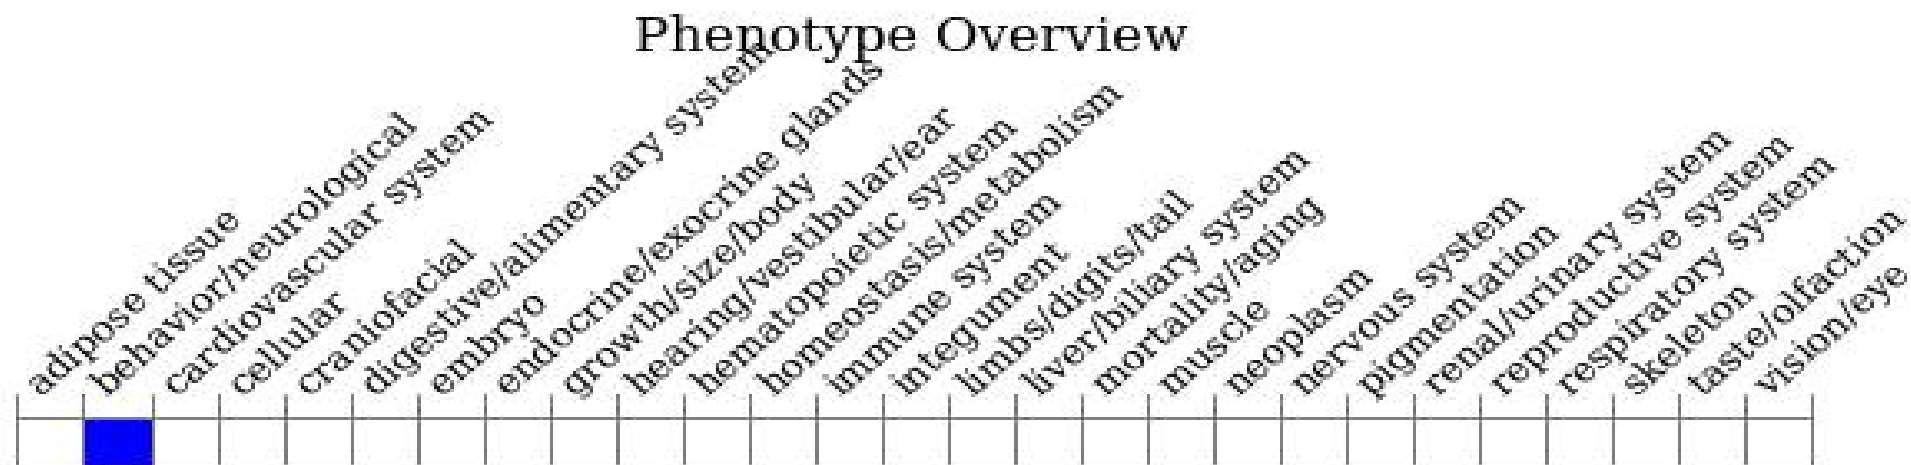 Phenotype Overview
adipose tissue
behavior/neurological
cardiovascular system
cellular
craniofacial
digestive/alimentary system
embryo
endocrine/exocrine glands
growth/size/body
hearing/vestibular/ear
hematopoietic system
homeostasis/metabolism
immune system
integument
limbs/digits/tail
liver/biliary system
mortality/aging
muscle
neoplasm
nervous system
pigmentation
renal/urinary system
reproductive system
respiratory system
skeleton
taste/olfaction
vision/eye